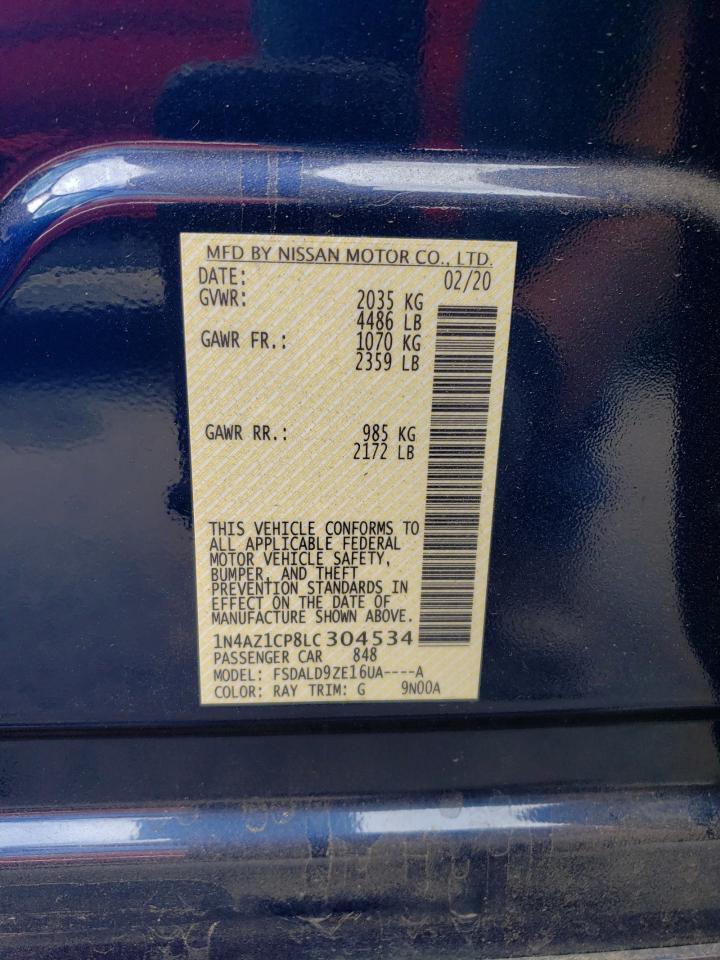 MFD BY NISSAN MOTOR CO., LTD.
DATE: 02/20
GVWR: 2035 KG
4486 LB
GAWR FR.: 1070 KG
2359 LB
GAWR RR.: 985 KG
2172 LB
THIS VEHICLE CONFORMS TO
ALL APPLICABLE FEDERAL
MOTOR VEHICLE SAFETY,
BUMPER, AND THEFT
PREVENTION STANDARDS IN
EFFECT ON THE DATE OF
MANUFACTURE SHOWN ABOVE.
1N4AZ1CP8LC304534
PASSENGER CAR 848
MODEL: FSDALD9ZE16UA----A
COLOR: RAY TRIM: G 9N00A